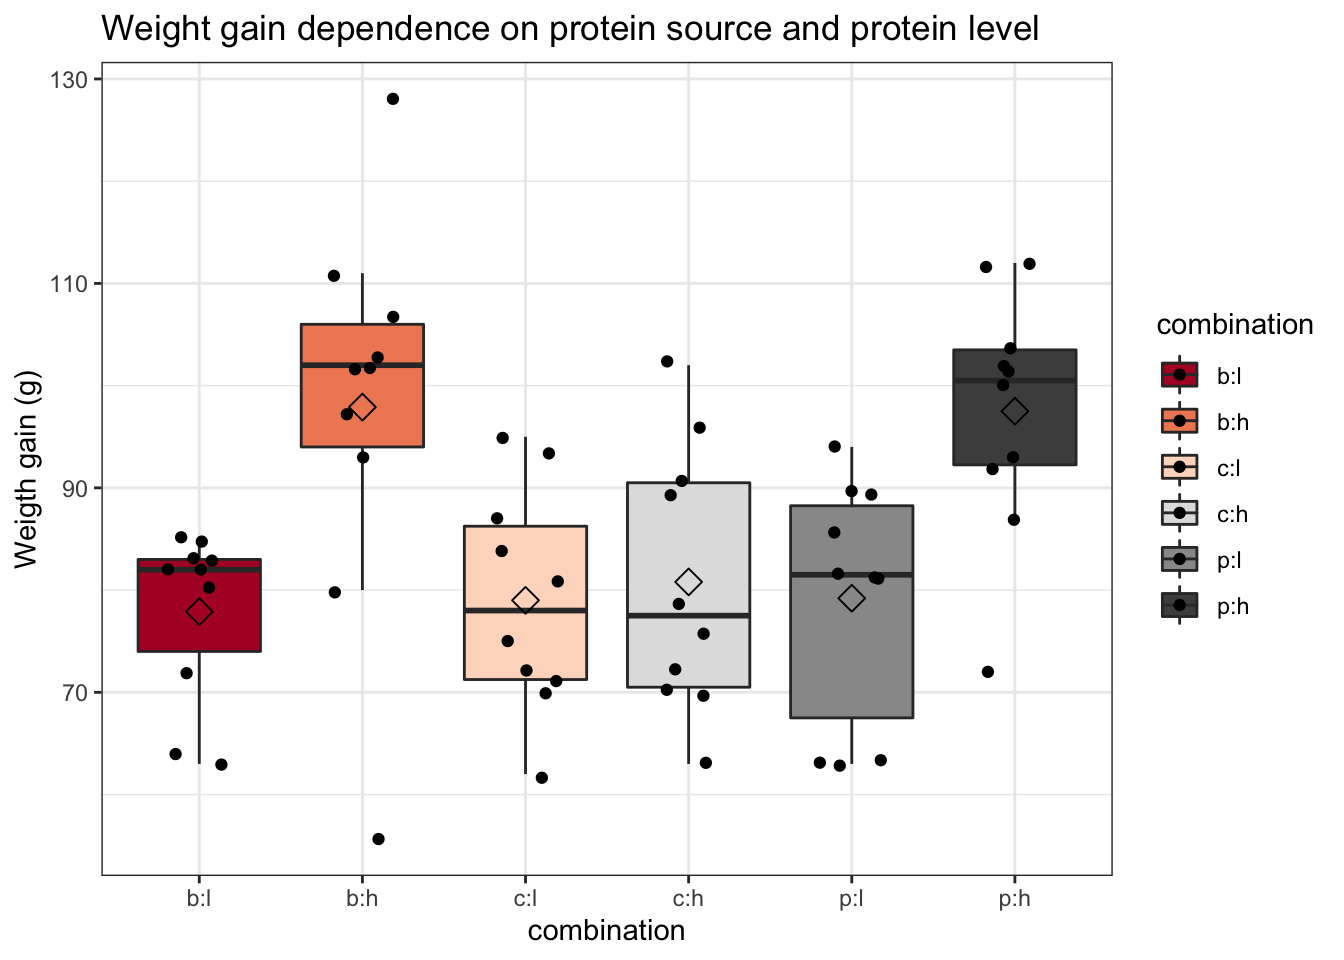 Weight gain dependence on protein source and protein level
130
110
90
70
Weigth gain (g)
b:l
b:h
c:l
c:h
p:l
p:h
combination
combination
b:l
b:h
c:l
c:h
p:l
p:h